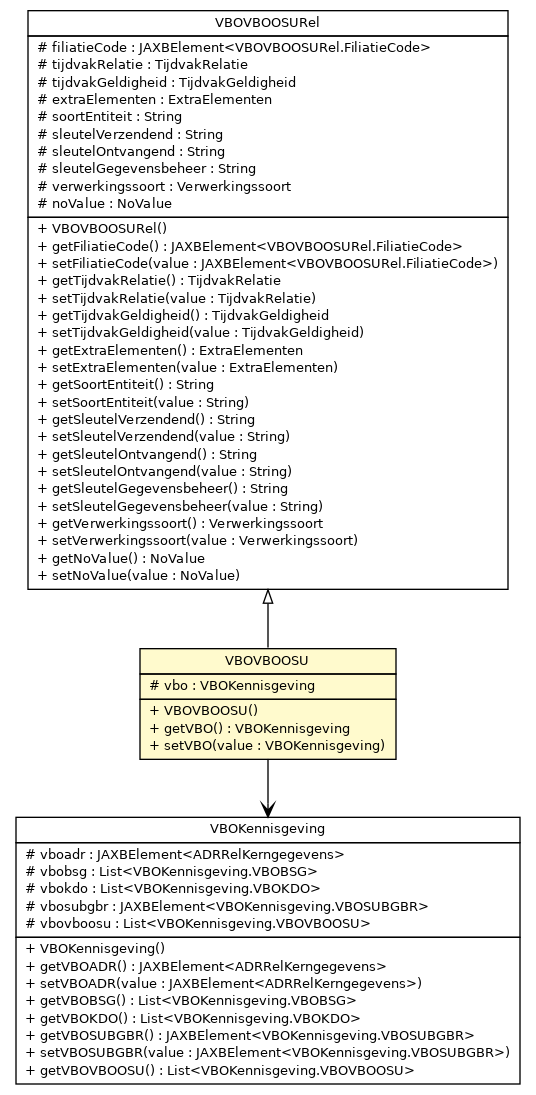 VBOVBOOSURel
# filiatieCode : JAXBElement<VBOVBOOSURel.FiliatieCode>
# tijdvakRelatie : TijdvakRelatie
# tijdvakGeldigheid : TijdvakGeldigheid
# extraElementen : ExtraElementen
# soortEntiteit : String
# sleutelVerzendend : String
# sleutelOntvangend : String
# sleutelGegevensbeheer : String
# verwerkingssoort : Verwerkingssoort
# noValue : NoValue
+ VBOVBOOSURel()
+ getFiliatieCode() : JAXBElement<VBOVBOOSURel.FiliatieCode>
+ setFiliatieCode(value : JAXBElement<VBOVBOOSURel.FiliatieCode>)
+ getTijdvakRelatie() : TijdvakRelatie
+ setTijdvakRelatie(value : TijdvakRelatie)
+ getTijdvakGeldigheid() : TijdvakGeldigheid
+ setTijdvakGeldigheid(value : TijdvakGeldigheid)
+ getExtraElementen() : ExtraElementen
+ setExtraElementen(value : ExtraElementen)
+ getSoortEntiteit() : String
+ setSoortEntiteit(value : String)
+ getSleutelVerzendend() : String
+ setSleutelVerzendend(value : String)
+ getSleutelOntvangend() : String
+ setSleutelOntvangend(value : String)
+ getSleutelGegevensbeheer() : String
+ setSleutelGegevensbeheer(value : String)
+ getVerwerkingssoort() : Verwerkingssoort
+ setVerwerkingssoort(value : Verwerkingssoort)
+ getNoValue() : NoValue
+ setNoValue(value : NoValue)
VBOVBOOSU
# vbo : VBOKennisgeving
+ VBOVBOOSU()
+ getVBO() : VBOKennisgeving
+ setVBO(value : VBOKennisgeving)
VBOKennisgeving
# vboadr : JAXBElement<ADRRelKerngegevens>
# vbobsg : List<VBOKennisgeving.VBOBSG>
# vbokdo : List<VBOKennisgeving.VBOKDO>
# vbosubgbr : JAXBElement<VBOKennisgeving.VBOSUBGBR>
# vbovboosu : List<VBOKennisgeving.VBOVBOOSU>
+ VBOKennisgeving()
+ getVBOADR() : JAXBElement<ADRRelKerngegevens>
+ setVBOADR(value : JAXBElement<ADRRelKerngegevens>)
+ getVBOBSG() : List<VBOKennisgeving.VBOBSG>
+ getVBOKDO() : List<VBOKennisgeving.VBOKDO>
+ getVBOSUBGBR() : JAXBElement<VBOKennisgeving.VBOSUBGBR>
+ setVBOSUBGBR(value : JAXBElement<VBOKennisgeving.VBOSUBGBR>)
+ getVBOVBOOSU() : List<VBOKennisgeving.VBOVBOOSU>